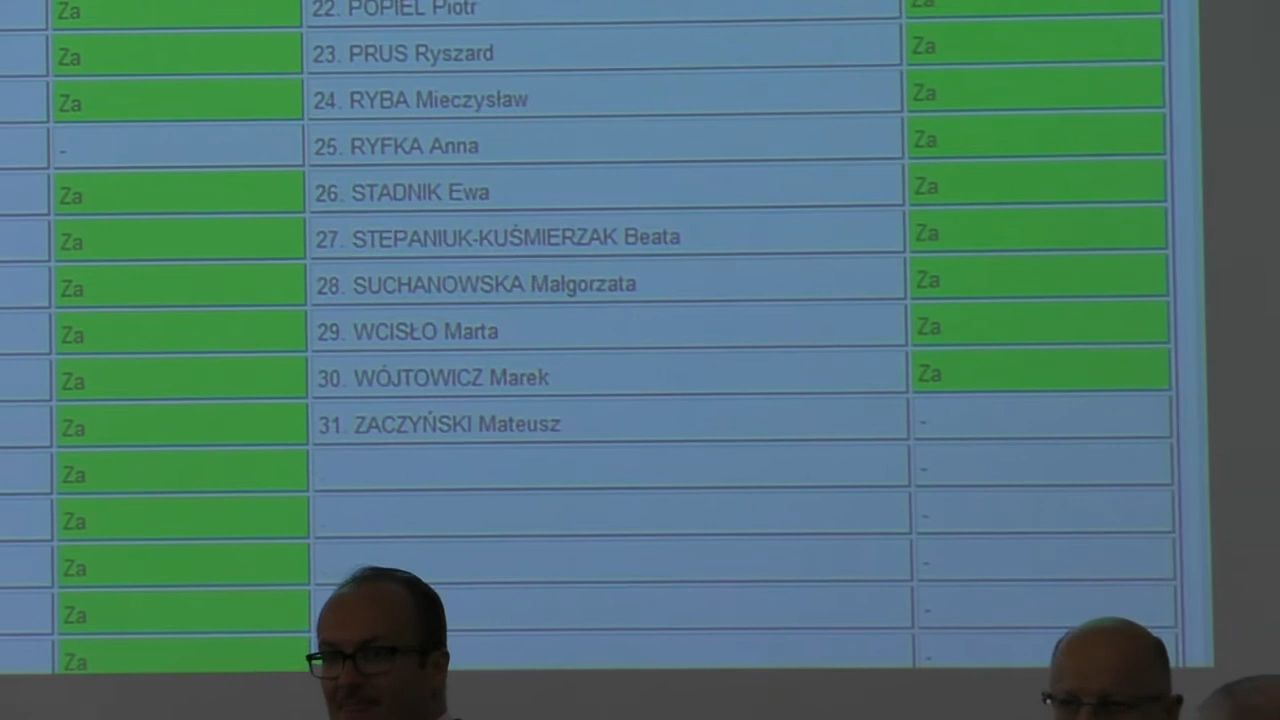 Za 22. POPIEL Piotr Za
Za 23. PRUS Ryszard Za
Za 24. RYBA Mieczysław Za
- 25. RYFKA Anna Za
Za 26. STADNIK Ewa Za
Za 27. STEPANIUK-KUŚMIERZAK Beata Za
Za 28. SUCHANOWSKA Małgorzata Za
Za 29. WCISŁO Marta Za
Za 30. WÓJTOWICZ Marek Za
Za 31. ZACZYŃSKI Mateusz -
Za -
Za -
Za -
Za -
Za -